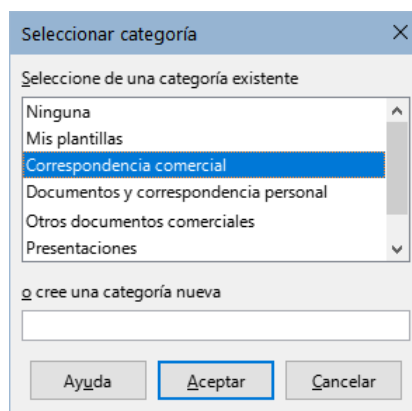 Seleccionar categoría
Seleccione de una categoría existente
Ninguna
Mis plantillas
Correspondencia comercial
Documentos y correspondencia personal
Otros documentos comerciales
Presentaciones
o cree una categoría nueva
Ayuda Aceptar Cancelar